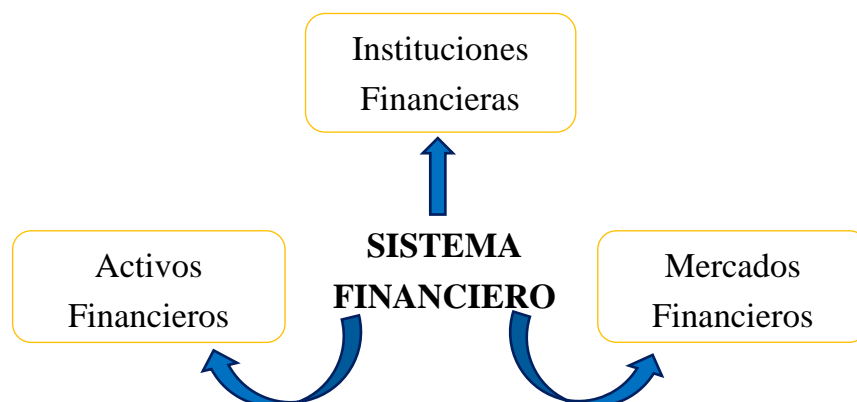 Instituciones
Financieras
SISTEMA
FINANCIERO
Activos
Financieros
Mercados
Financieros